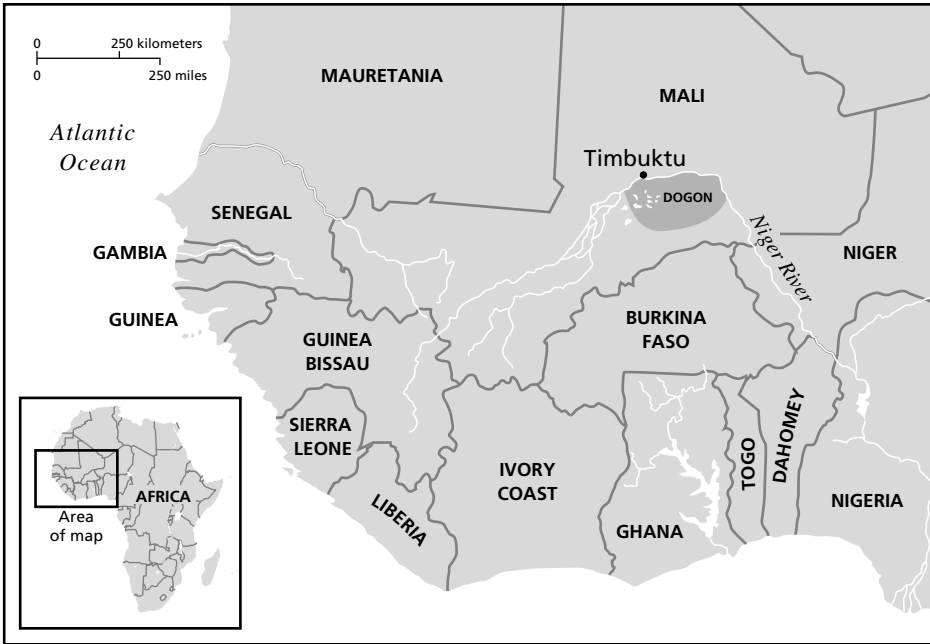 0 250 kilometers
0 250 miles
MAURETANIA
MALI
Atlantic
Ocean
Timbuktu
DOGON
SENEGAL
Niger River
GAMBIA
NIGER
GUINEA
BURKINA
FASO
GUINEA
BISSAU
SIERRA
LEONE
IVORY
COAST
TOGO
DAHOMEY
LIBERIA
GHANA
NIGERIA
AFRICA
Area
of map